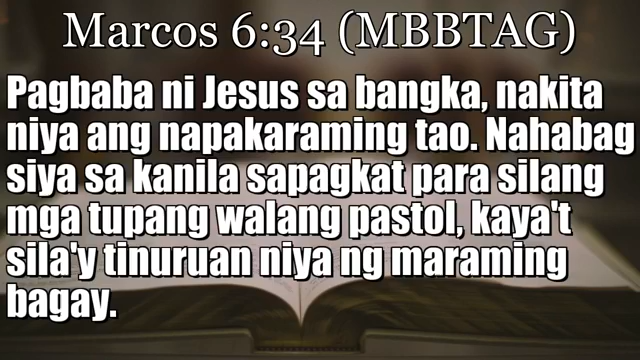 Marcos 6:34 (MBBTAG)
Pagbaba ni Jesus sa bangka, nakita
niya ang napakaraming tao. Nahabag
siya sa kanila sapagkat para silang
mga tupang walang pastol, kaya't
sila'y tinuruan niya ng maraming
bagay.